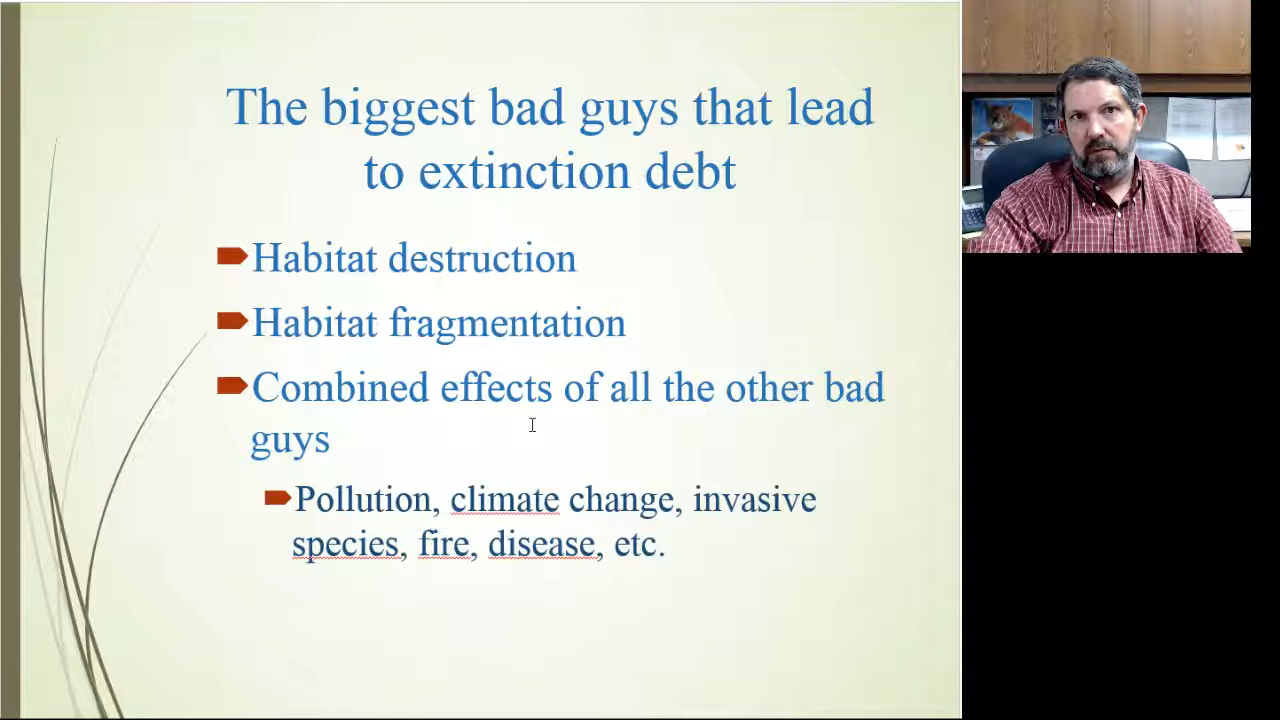 The biggest bad guys that lead
to extinction debt
Habitat destruction
Habitat fragmentation
Combined effects of all the other bad
guys
Pollution, climate change, invasive
species, fire, disease, etc.